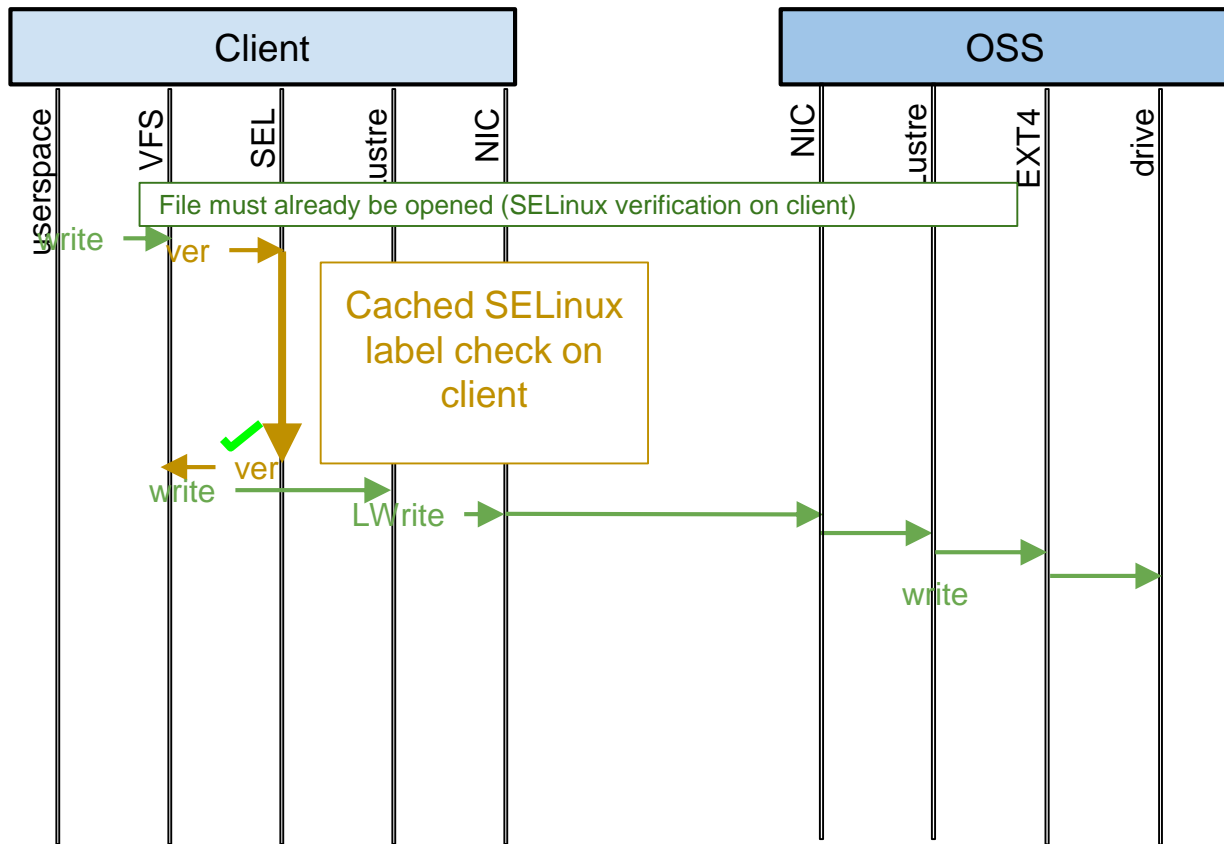 Client
OSS
userspace
VFS
SEL
Lustre
NIC
NIC
Lustre
EXT4
drive
File must already be opened (SELinux verification on client)
write
ver
Cached SELinux
label check on
client
ver
write
LWrite
write